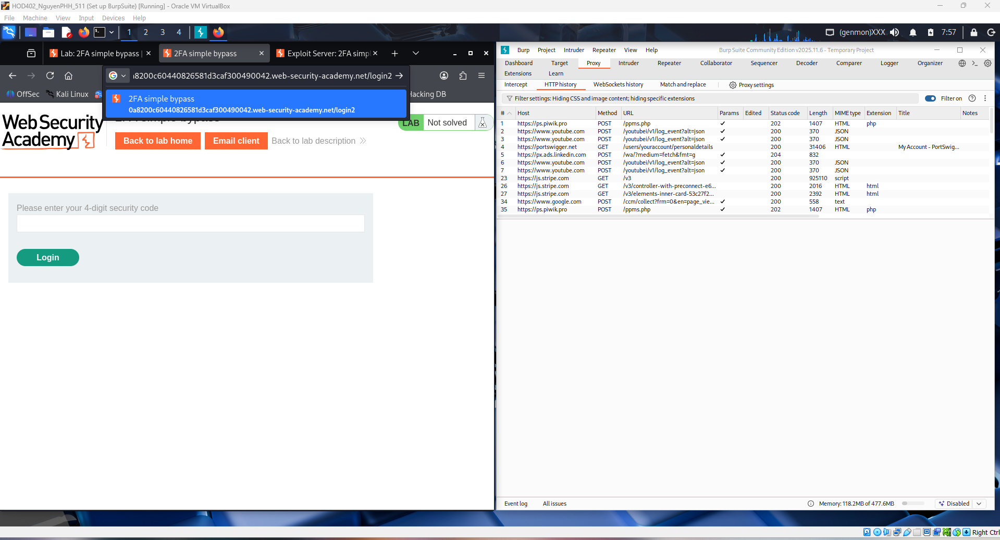 HOD402_NguyenPHH_511 (Set up BurpSuite) [Running] - Oracle VM VirtualBox
File Machine View Input Devices Help
1 2 3 4 (genmon)XXX 7:57
Lab: 2FA simple bypass |
2FA simple bypass
Exploit Server: 2FA simpl
8200c60440826581d3caf300490042.web-security-academy.net/login2
OffSec Kali Linux Hacking DB
2FA simple bypass
0a8200c60440826581d3caf300490042.web-security-academy.net/login2
Web Security
Academy
2FA simple bypass
LAB Not solved
Back to lab home Email client Back to lab description
Please enter your 4-digit security code
Login
Burp Project Intruder Repeater View Help
Burp Suite Community Edition v2025.11.6 - Temporary Project
Dashboard Target Proxy Intruder Repeater Collaborator Sequencer Decoder Comparer Logger Organizer
Extensions Learn
Intercept HTTP history WebSockets history Match and replace Proxy settings
Filter settings: Hiding CSS and image content; hiding specific extensions Filter on
# Host Method URL Params Edited Status code Length MIME type Extension Title Notes
1 https://ps.piwik.pro POST /ppms.php ✓ 202 1407 HTML php
2 https://www.youtube.com POST /youtubei/v1/log_event?alt=json ✓ 200 370 JSON
3 https://www.youtube.com POST /youtubei/v1/log_event?alt=json ✓ 200 370 JSON
4 https://portswigger.net GET /users/youraccount/personaldetails 200 31406 HTML My Account - PortSwig...
5 https://px.ads.linkedin.com POST /wa/?medium=fetch&fmt=g ✓ 204 832
6 https://www.youtube.com POST /youtubei/v1/log_event?alt=json ✓ 200 370 JSON
7 https://www.youtube.com POST /youtubei/v1/log_event?alt=json ✓ 200 370 JSON
23 https://js.stripe.com GET /v3 200 925110 script
26 https://js.stripe.com GET /v3/controller-with-preconnect-e6... 200 2016 HTML html
27 https://js.stripe.com GET /v3/elements-inner-card-53c27f2... 200 2392 HTML html
34 https://www.google.com POST /ccm/collect?frm=0&en=page_vie... ✓ 200 558 text
35 https://ps.piwik.pro POST /ppms.php ✓ 202 1407 HTML php
Event log All issues Memory: 118.2MB of 477.6MB Disabled
Right Ctrl